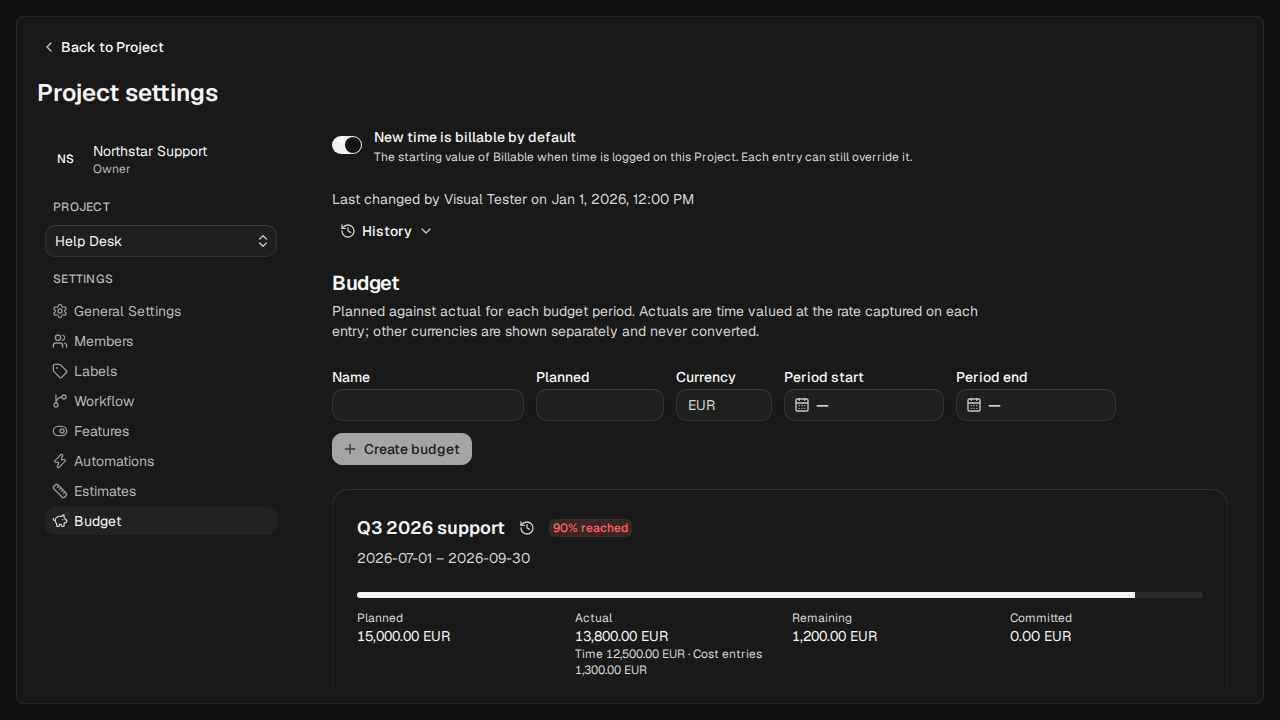 Back to Project
Project settings
NS
Northstar Support
Owner
PROJECT
Help Desk
SETTINGS
General Settings
Members
Labels
Workflow
Features
Automations
Estimates
Budget
New time is billable by default
The starting value of Billable when time is logged on this Project. Each entry can still override it.
Last changed by Visual Tester on Jan 1, 2026, 12:00 PM
History
Budget
Planned against actual for each budget period. Actuals are time valued at the rate captured on each
entry; other currencies are shown separately and never converted.
Name
Planned
Currency
Period start
Period end
EUR
—
—
Create budget
Q3 2026 support
90% reached
2026-07-01 – 2026-09-30
Planned
Actual
Remaining
Committed
15,000.00 EUR
13,800.00 EUR
1,200.00 EUR
0.00 EUR
Time 12,500.00 EUR · Cost entries
1,300.00 EUR